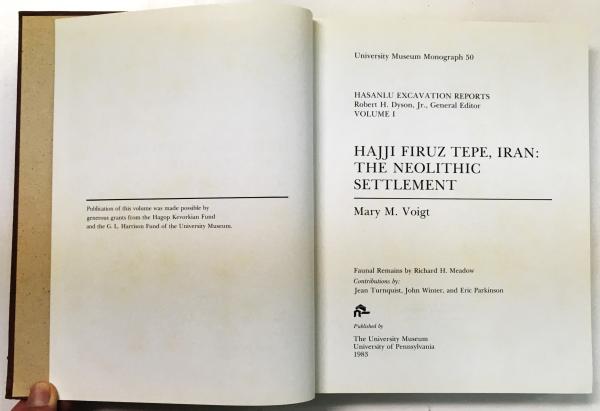 Publication of this volume was made possible by
generous grants from the Hagop Kevorkian Fund
and the G. L. Harrison Fund of the University Museum.
University Museum Monograph 50
HASANLU EXCAVATION REPORTS
Robert H. Dyson, Jr., General Editor
VOLUME I
HAJJI FIRUZ TEPE, IRAN:
THE NEOLITHIC
SETTLEMENT
Mary M. Voigt
Faunal Remains by Richard H. Meadow
Contributions by:
Jean Turnquist, John Winter, and Eric Parkinson
Published by
The University Museum
University of Pennsylvania
1983